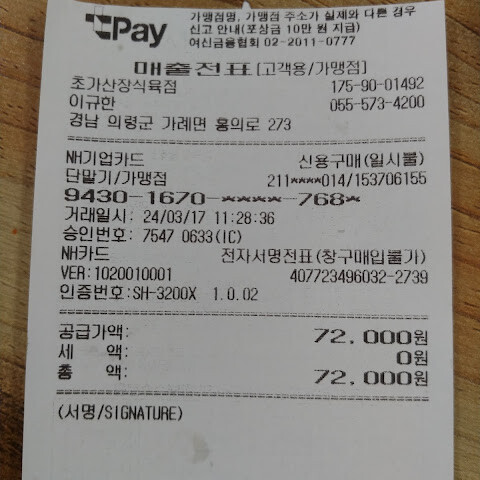 Pay
가맹점명, 가맹점 주소가 실제와 다른 경우
신고 안내(포상금 10만 원 지급)
여신금융협회 02-2011-0777
매출전표[고객용/가맹점]
초가산장식육점 175-90-01492
이규한 055-573-4200
경남 의령군 가례면 홍의로 273
NH기업카드 신용구매(일시불)
단말기/가맹점 211****014/153706155
9430-1670-****-768*
거래일시: 24/03/17 11:28:36
승인번호: 7547 0633(IC)
NH카드 전자서명전표(창구매입불가)
VER:1020010001 407723496032-2739
인증번호:SH-3200X 1.0.02
공급가액: 72,000원
세 액: 0원
총 액: 72,000원
(서명/SIGNATURE)